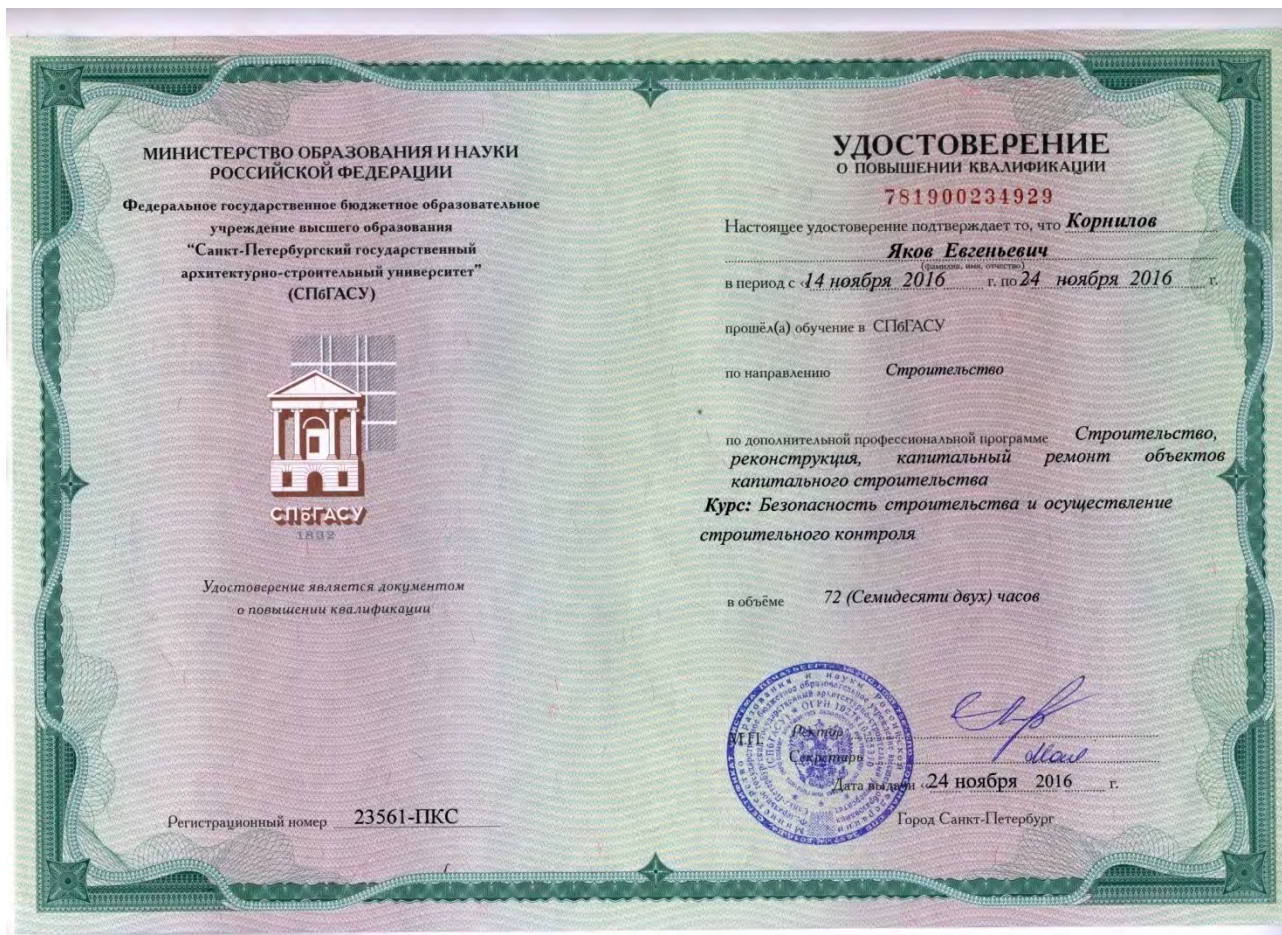 МИНИСТЕРСТВО ОБРАЗОВАНИЯ И НАУКИ
РОССИЙСКОЙ ФЕДЕРАЦИИ
Федеральное государственное бюджетное образовательное
учреждение высшего образования
"Санкт-Петербургский государственный
архитектурно-строительный университет"
(СПбГАСУ)
СПбГАСУ
1832
Удостоверение является документом
о повышении квалификации
Регистрационный номер 23561-ПКС
УДОСТОВЕРЕНИЕ
О ПОВЫШЕНИИ КВАЛИФИКАЦИИ
781900234929
Настоящее удостоверение подтверждает то, что Корнилов
Яков Евгеньевич
(фамилия, имя, отчество)
в период с «14 ноября 2016 г. по 24 ноября 2016 г.
прошёл(а) обучение в СПбГАСУ
по направлению Строительство
по дополнительной профессиональной программе Строительство,
реконструкция, капитальный ремонт объектов
капитального строительства
Курс: Безопасность строительства и осуществление
строительного контроля
в объёме 72 (Семидесяти двух) часов
М.П. Ректор
Секретарь
Дата выдачи «24 ноября 2016 г.
Город Санкт-Петербург